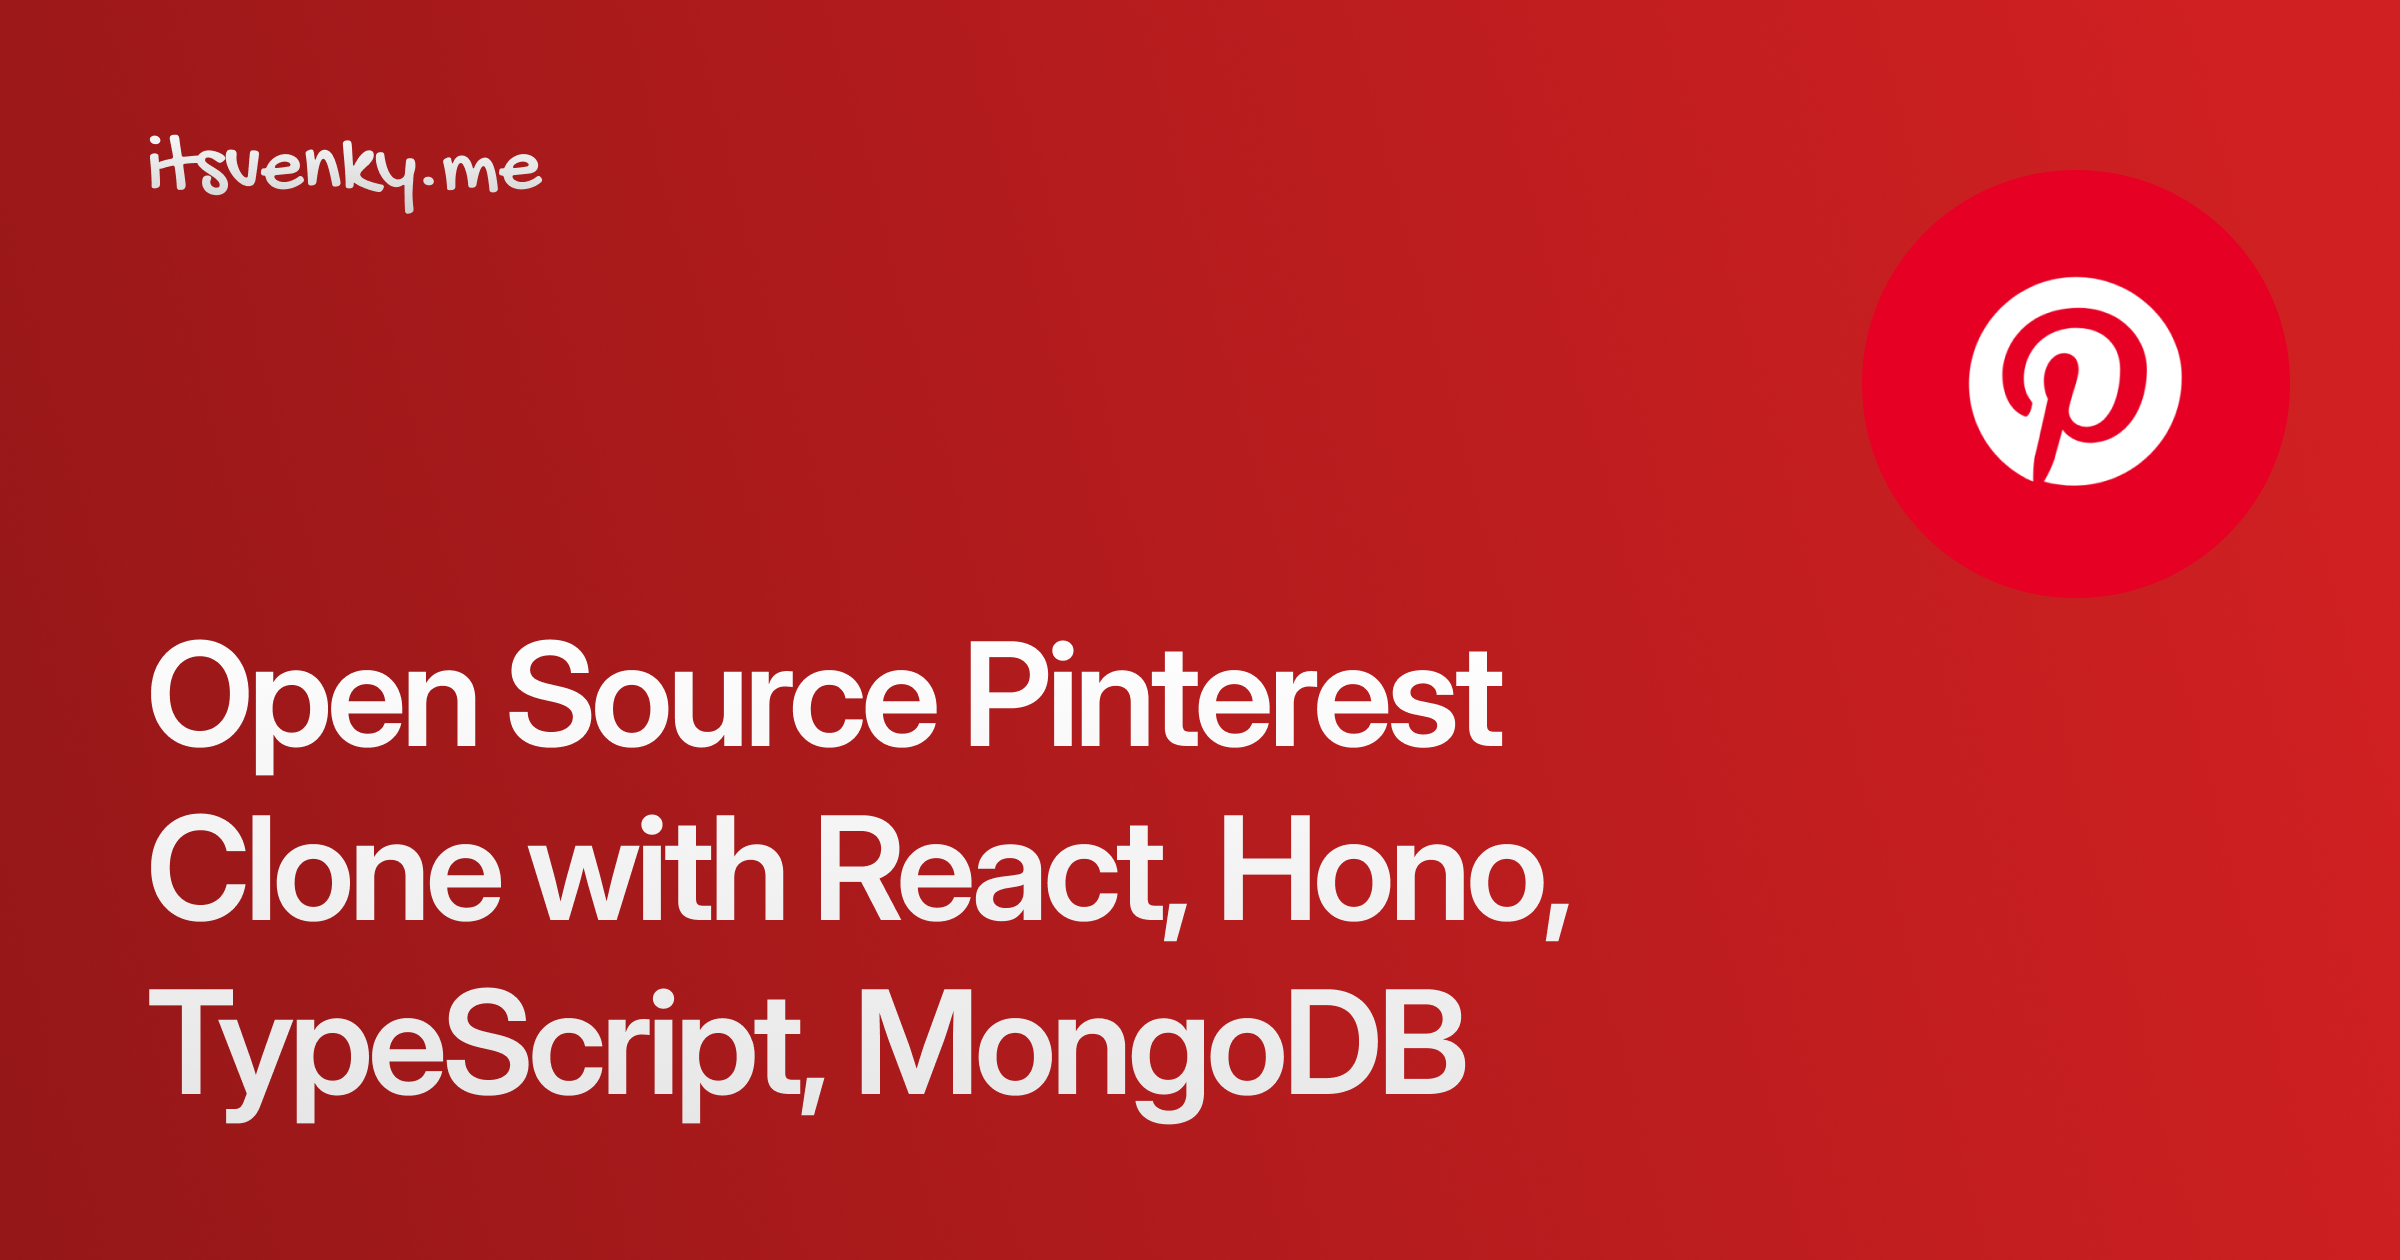 itsvenky.me
Open Source Pinterest
Clone with React, Hono,
TypeScript, MongoDB